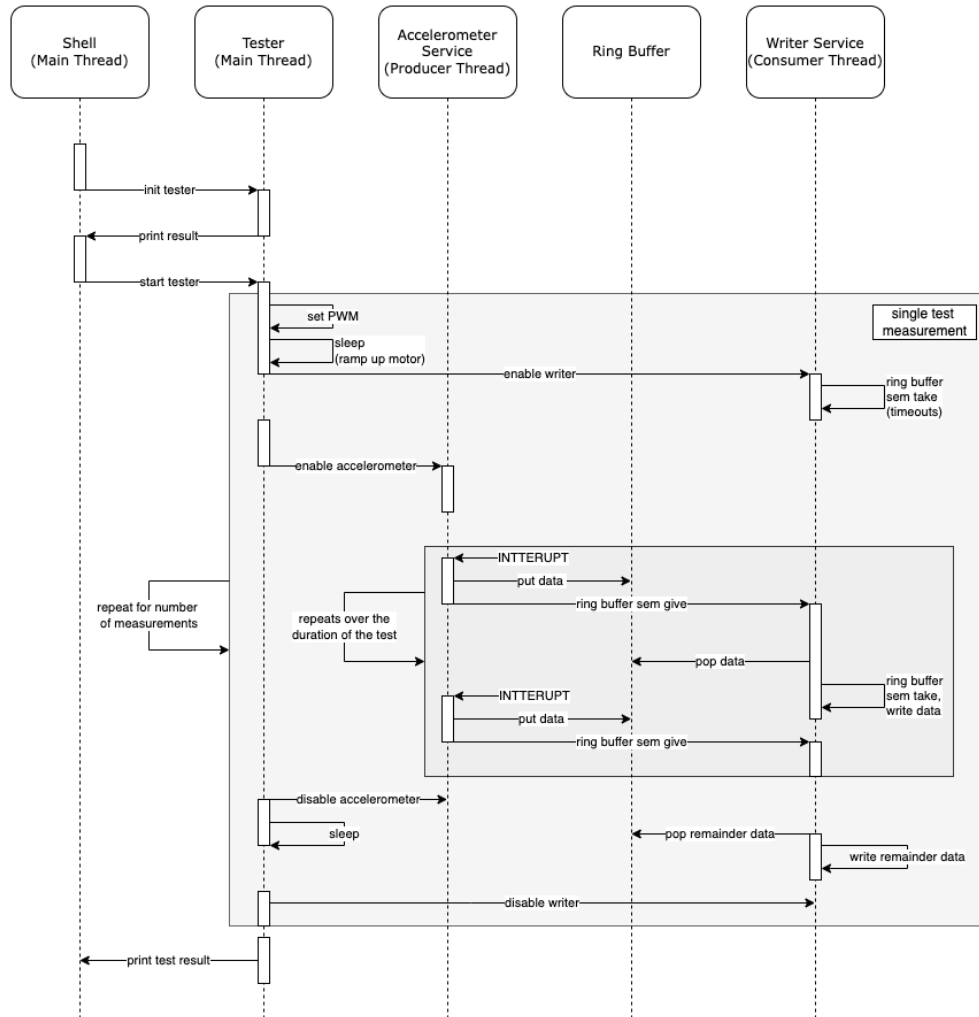 Shell
(Main Thread)
Tester
(Main Thread)
Accelerometer
Service
(Producer Thread)
Ring Buffer
Writer Service
(Consumer Thread)
init tester
print result
start tester
single test
measurement
set PWM
sleep
(ramp up motor)
enable writer
ring buffer
sem take
(timeouts)
enable accelerometer
INTTERUPT
put data
ring buffer sem give
repeat for number
of measurements
repeats over the
duration of the test
pop data
ring buffer
sem take,
write data
INTTERUPT
put data
ring buffer sem give
disable accelerometer
sleep
pop remainder data
write remainder data
disable writer
print test result